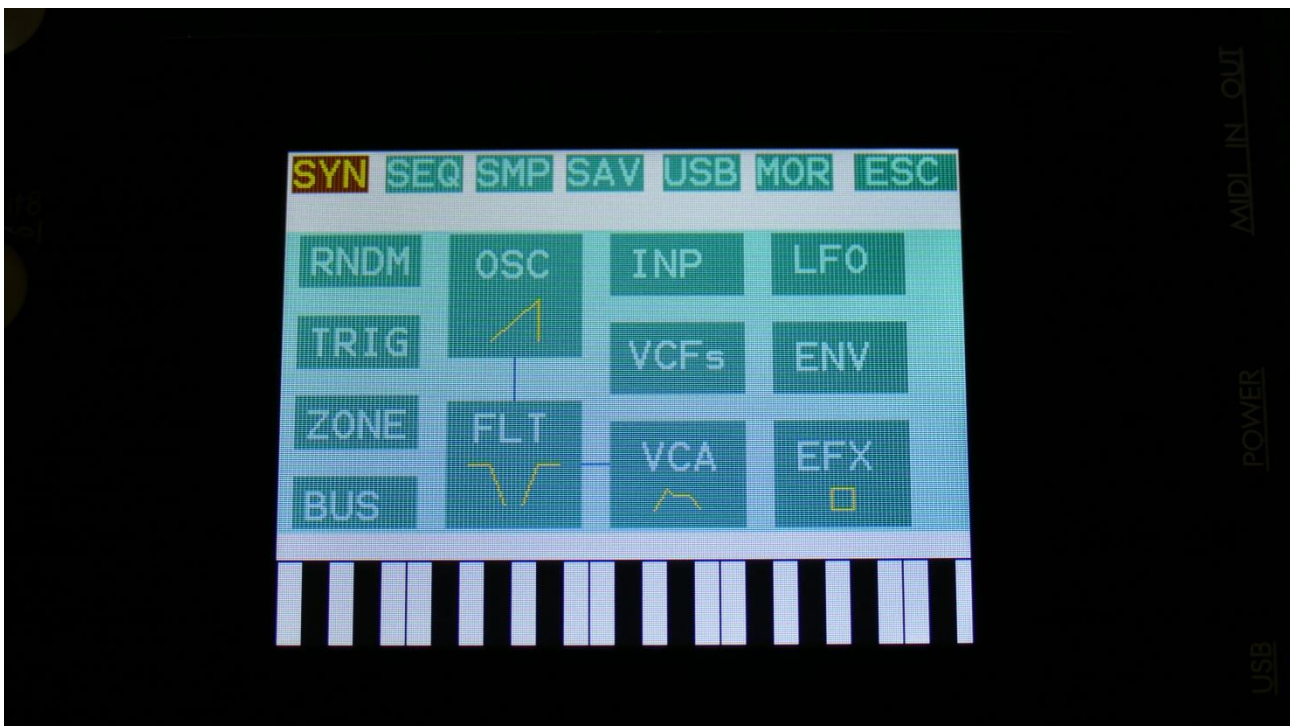 SYN SEQ SMP SAV USB MOR ESC
RNDM OSC INP LFO
TRIG VCFs ENV
ZONE FLT VCA EFX
BUS
MIDI IN OUT
POWER
USB